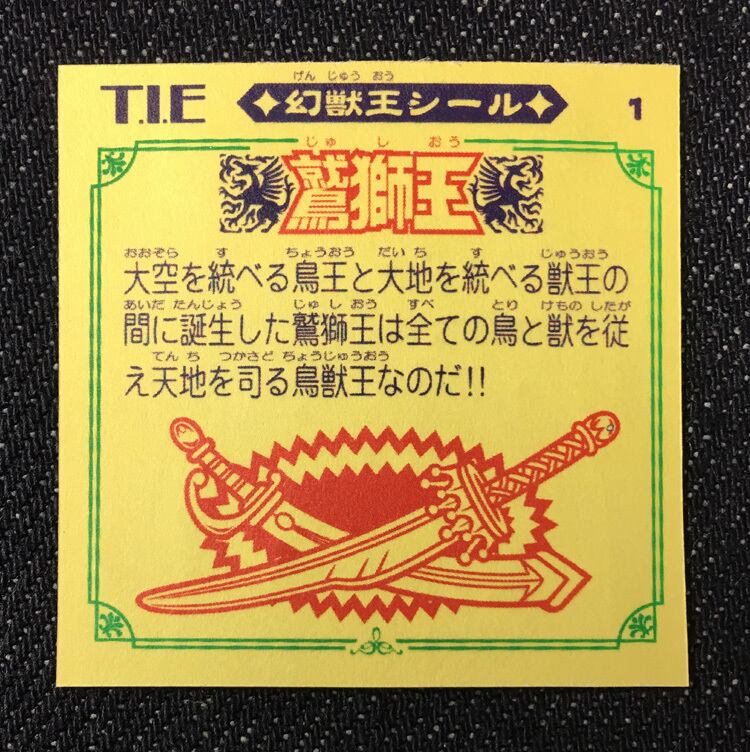 T.I.E
げん じゅう おう
幻獣王シール
1
じゅ し おう
鷲獅王
おおぞら す ちょうおう だい ち す じゅうおう
大空を統べる鳥王と大地を統べる獣王の
あいだ たんじょう じゅ し おう すべ とり けもの したが
間に誕生した鷲獅王は全ての鳥と獣を従
てん ち つかさど ちょうじゅうおう
え天地を司る鳥獣王なのだ!!